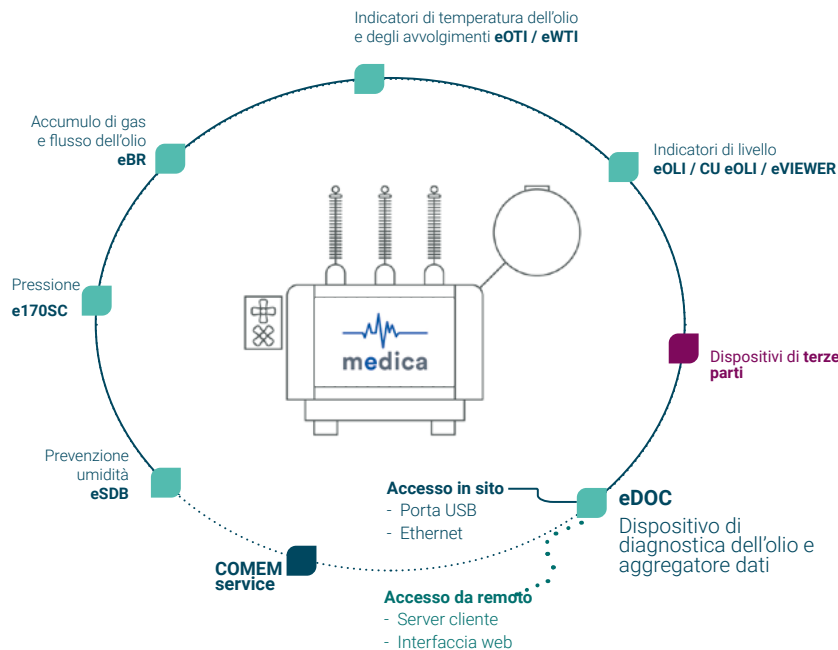 Indicatori di temperatura dell'olio
e degli avvolgimenti eOTI / eWTI
Accumulo di gas
e flusso dell'olio
eBR
Indicatori di livello
eOLI / CU eOLI / eVIEWER
Pressione
e170SC
medica
Dispositivi di terze
parti
Prevenzione
umidità
eSDB
Accesso in sito
- Porta USB
- Ethernet
eDOC
Dispositivo di
diagnostica dell'olio e
aggregatore dati
COMEM
service
Accesso da remoto
- Server cliente
- Interfaccia web